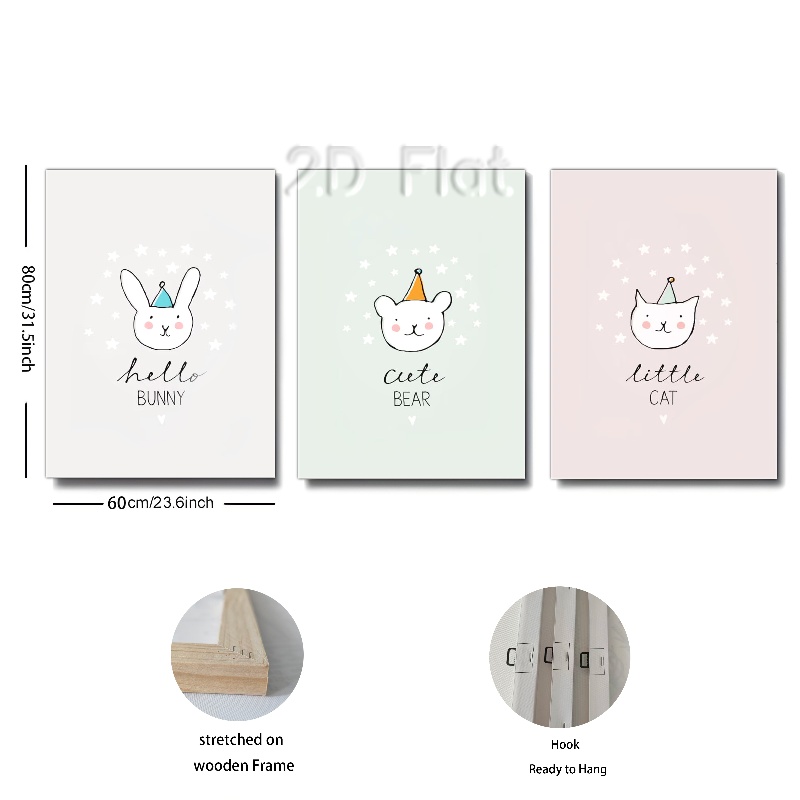 2D Flat
80cm/31.5inch
hello
BUNNY
cute
BEAR
little
CAT
60cm/23.6inch
stretched on
wooden Frame
Hook
Ready to Hang